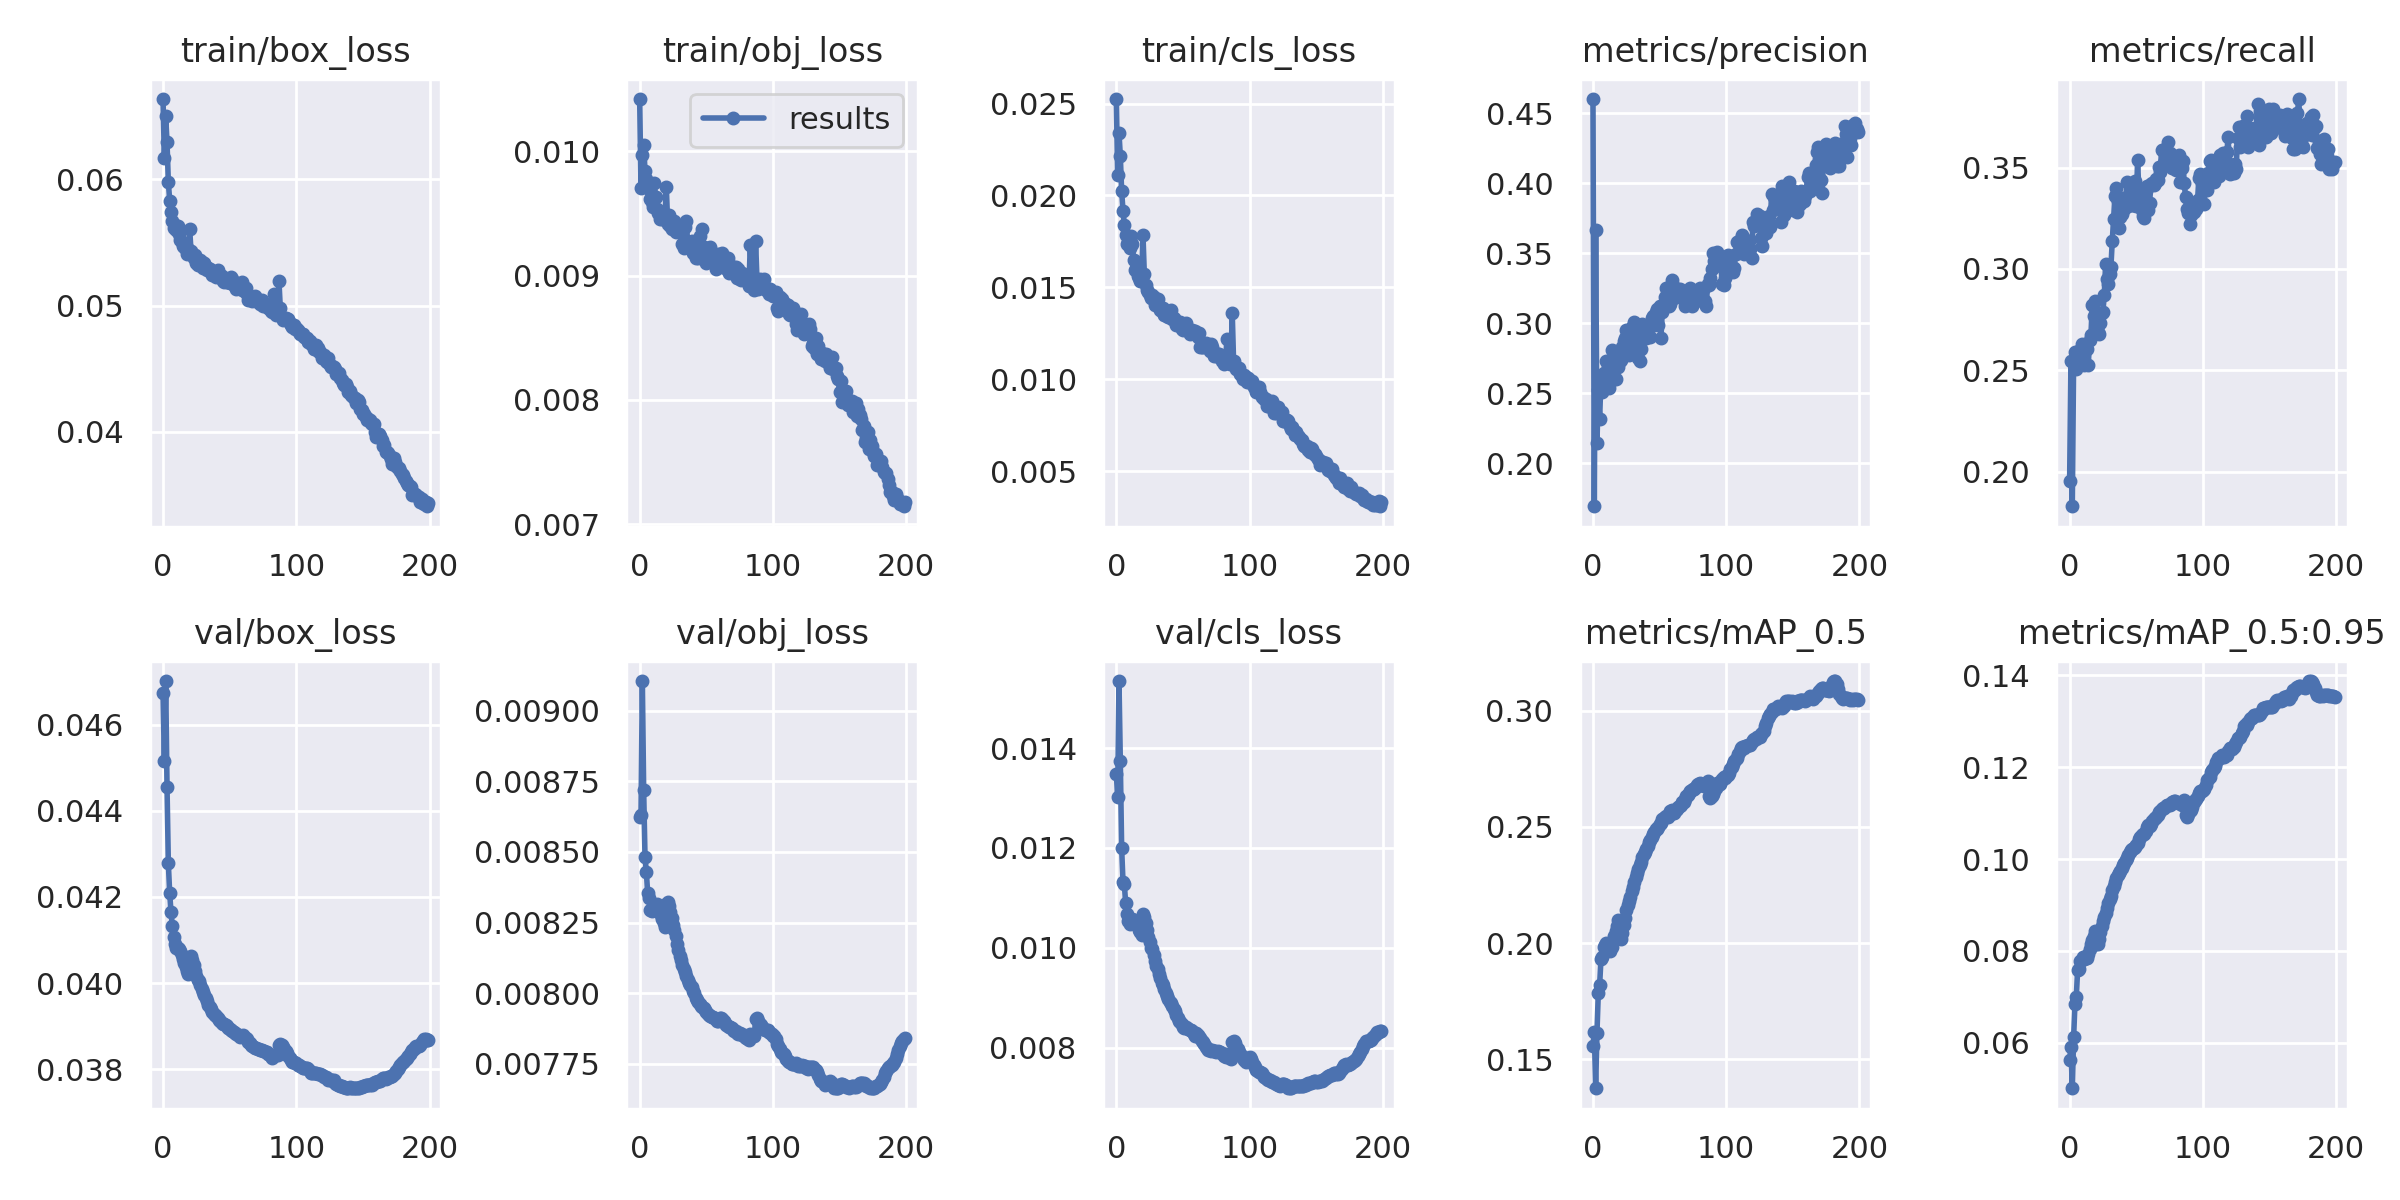 train/box_loss
0.06
0.05
0.04
0 100 200
train/obj_loss
results
0.010
0.009
0.008
0.007
0 100 200
train/cls_loss
0.025
0.020
0.015
0.010
0.005
0 100 200
metrics/precision
0.45
0.40
0.35
0.30
0.25
0.20
0 100 200
metrics/recall
0.35
0.30
0.25
0.20
0 100 200
val/box_loss
0.046
0.044
0.042
0.040
0.038
0 100 200
val/obj_loss
0.00900
0.00875
0.00850
0.00825
0.00800
0.00775
0 100 200
val/cls_loss
0.014
0.012
0.010
0.008
0 100 200
metrics/mAP_0.5
0.30
0.25
0.20
0.15
0 100 200
metrics/mAP_0.5:0.95
0.14
0.12
0.10
0.08
0.06
0 100 200